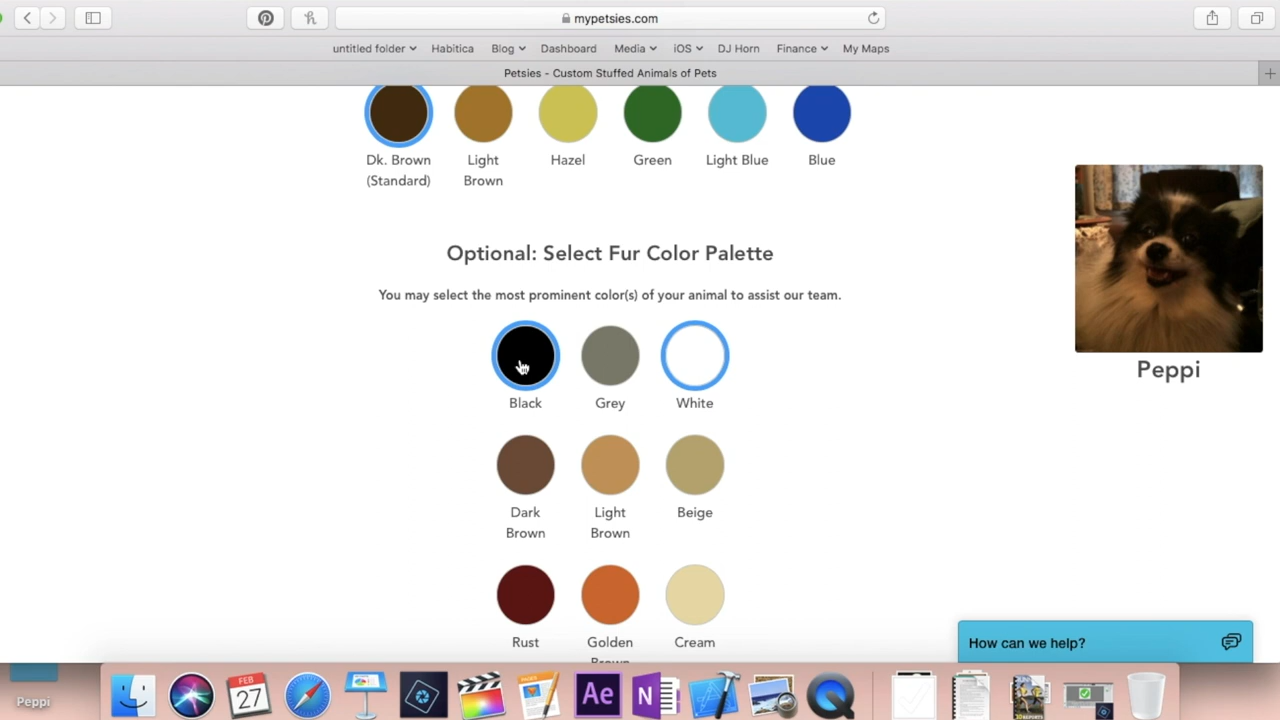 mypetsies.com
untitled folder Habitica Blog Dashboard Media iOS DJ Horn Finance My Maps
Petsies - Custom Stuffed Animals of Pets
Dk. Brown (Standard) Light Brown Hazel Green Light Blue Blue
Optional: Select Fur Color Palette
You may select the most prominent color(s) of your animal to assist our team.
Black Grey White
Peppi
Dark Brown Light Brown Beige
Rust Golden Brown Cream
How can we help?
Peppi
FEB
27
PAGES
Ae
N